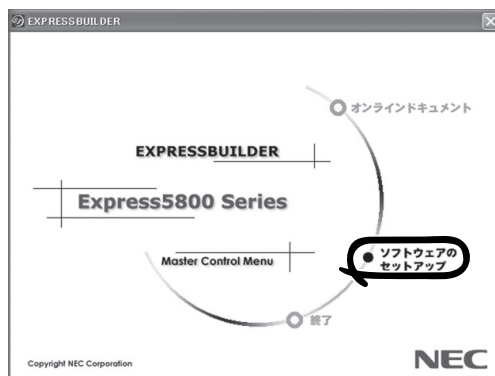 EXPRESSBUILDER
オンラインドキュメント
EXPRESSBUILDER
Express5800 Series
Master Control Menu
ソフトウェアの
セットアップ
終了
Copyright NEC Corporation
NEC